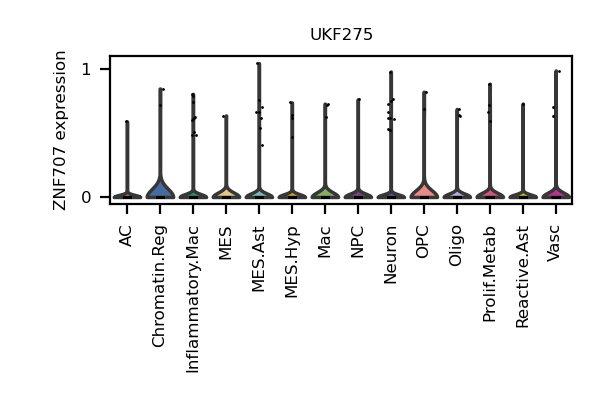 UKF275
ZNF707 expression
1
0
AC
Chromatin.Reg
Inflammatory.Mac
MES
MES.Ast
MES.Hyp
Mac
NPC
Neuron
OPC
Oligo
Prolif.Metab
Reactive.Ast
Vasc